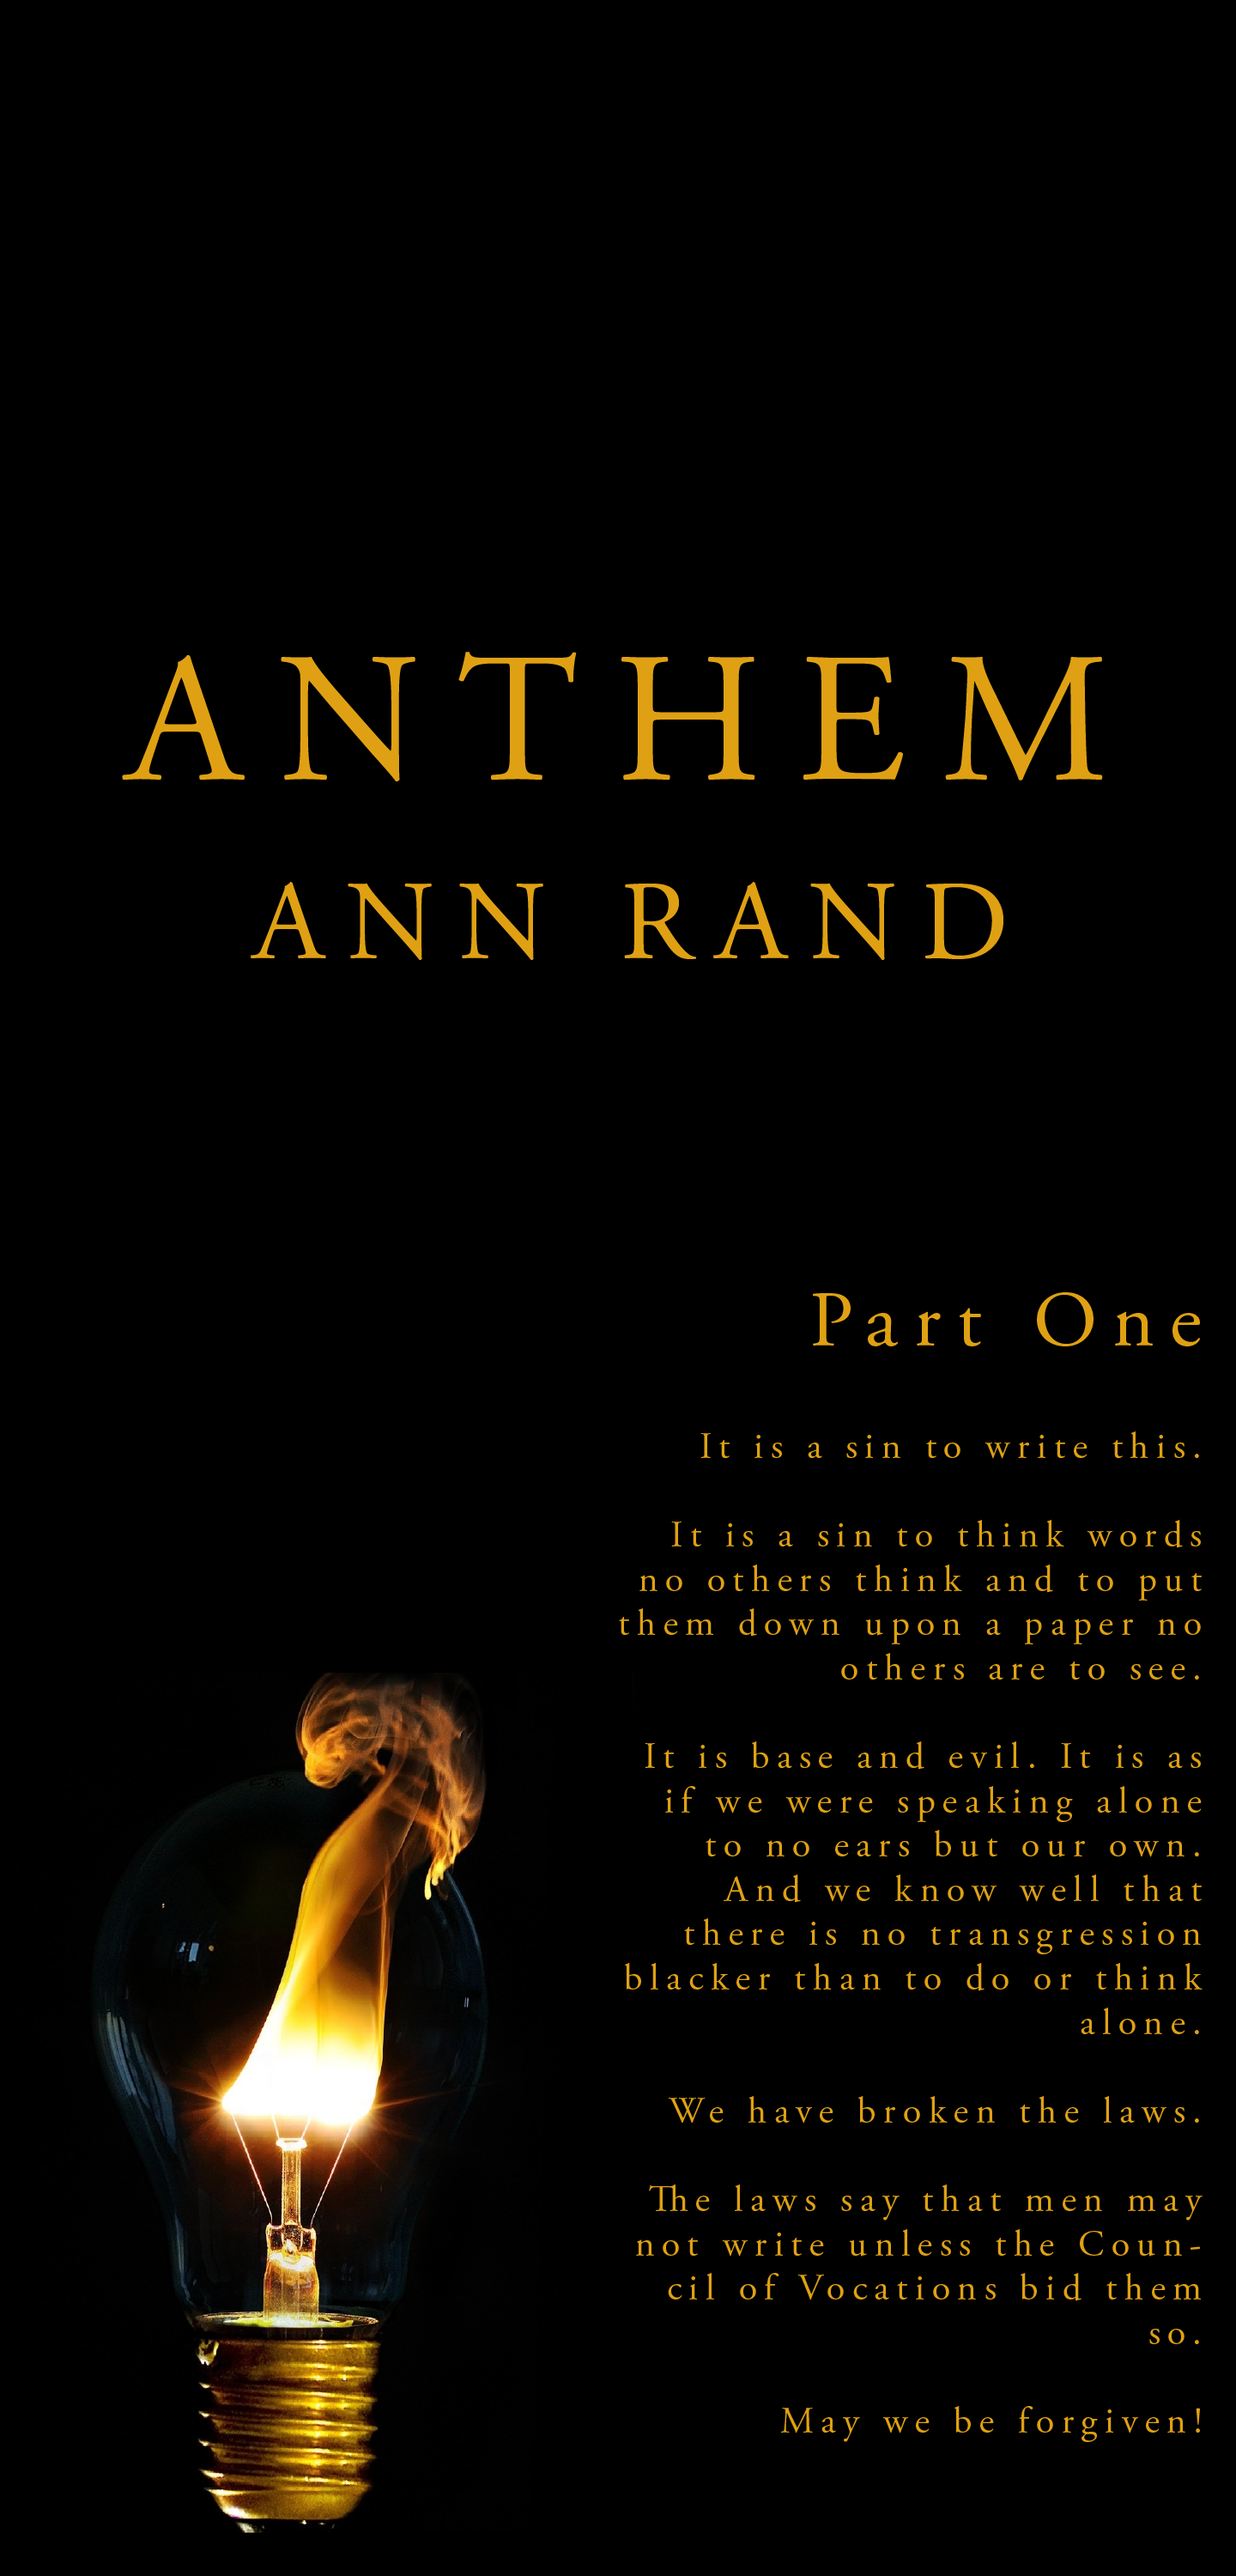 ANTHEM
ANN RAND
Part One
It is a sin to write this.
It is a sin to think words
no others think and to put
them down upon a paper no
others are to see.
It is base and evil. It is as
if we were speaking alone
to no ears but our own.
And we know well that
there is no transgression
blacker than to do or think
alone.
We have broken the laws.
The laws say that men may
not write unless the Coun-
cil of Vocations bid them
so.
May we be forgiven!